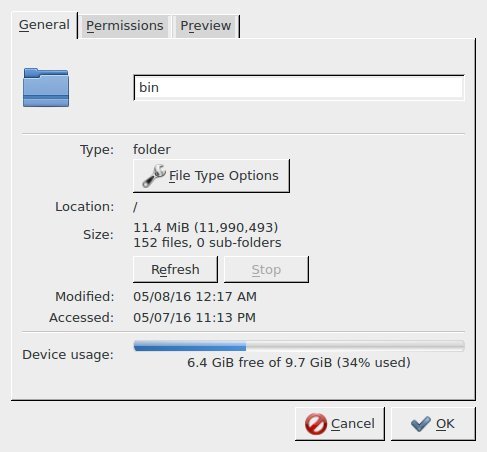 General Permissions Preview
bin
Type: folder
File Type Options
Location: /
Size: 11.4 MiB (11,990,493)
152 files, 0 sub-folders
Refresh Stop
Modified: 05/08/16 12:17 AM
Accessed: 05/07/16 11:13 PM
Device usage:
6.4 GiB free of 9.7 GiB (34% used)
Cancel OK